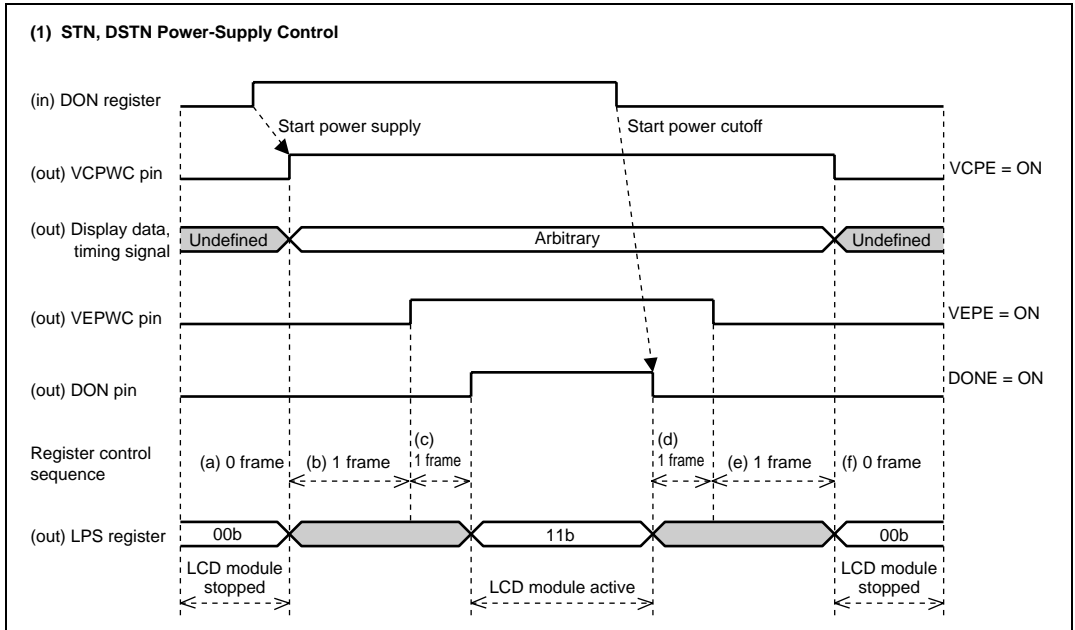 (1) STN, DSTN Power-Supply Control
(in) DON register
Start power supply
Start power cutoff
(out) VCPWC pin
VCPE = ON
(out) Display data,
timing signal
Undefined
Arbitrary
Undefined
(out) VEPWC pin
VEPE = ON
(out) DON pin
DONE = ON
Register control
sequence
(a) 0 frame
(b) 1 frame
(c)
1 frame
(d)
1 frame
(e) 1 frame
(f) 0 frame
(out) LPS register
00b
11b
00b
LCD module
stopped
LCD module active
LCD module
stopped